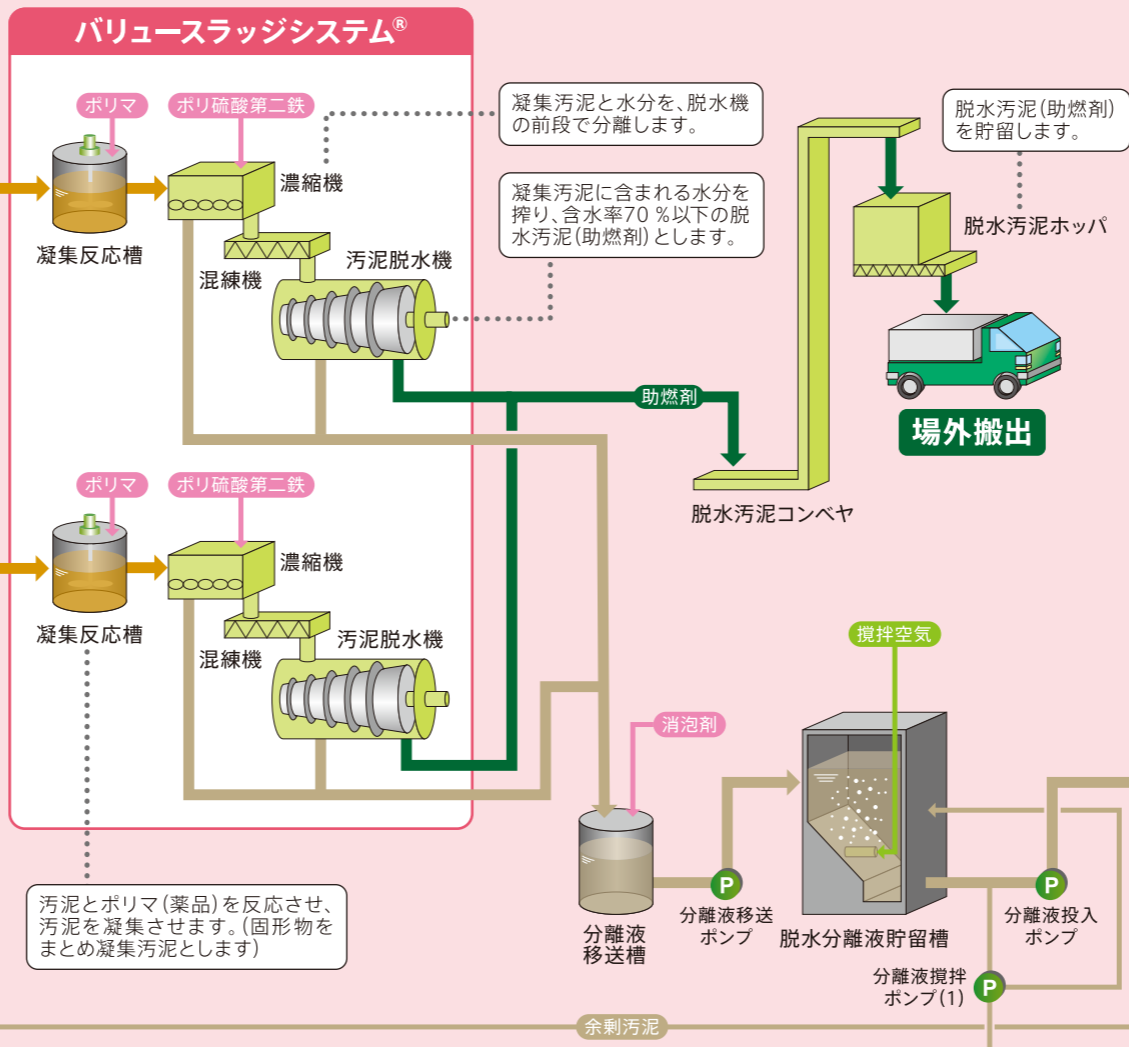 バリュースラッジシステム®
ポリマ
ポリ硫酸第二鉄
凝集反応槽
濃縮機
混練機
汚泥脱水機
凝集汚泥と水分を、脱水機
の前段で分離します。
凝集汚泥に含まれる水分を
搾り、含水率70 %以下の脱
水汚泥(助燃剤)とします。
脱水汚泥(助燃剤)
を貯留します。
脱水汚泥ホッパ
場外搬出
助燃剤
脱水汚泥コンベヤ
ポリマ
ポリ硫酸第二鉄
凝集反応槽
濃縮機
混練機
汚泥脱水機
汚泥とポリマ(薬品)を反応させ、
汚泥を凝集させます。(固形物を
まとめ凝集汚泥とします)
消泡剤
分離液
移送槽
P
分離液移送
ポンプ
撹拌空気
脱水分離液貯留槽
P
分離液投入
ポンプ
分離液撹拌
ポンプ(1)
P
余剰汚泥